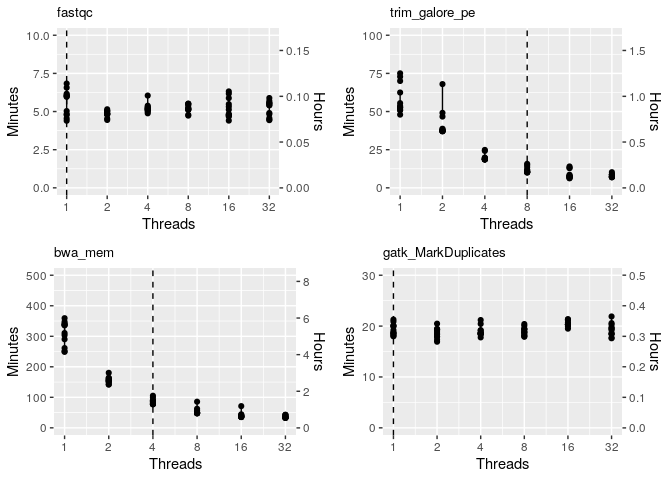 fastqc
10.0
7.5
5.0
2.5
0.0
Minutes
0.15
0.10
0.05
0.00
Hours
1 2 4 8 16 32
Threads
trim_galore_pe
100
75
50
25
0
Minutes
1.5
1.0
0.5
0.0
Hours
1 2 4 8 16 32
Threads
bwa_mem
500
400
300
200
100
0
Minutes
8
6
4
2
0
Hours
1 2 4 8 16 32
Threads
gatk_MarkDuplicates
30
20
10
0
Minutes
0.5
0.4
0.3
0.2
0.1
0.0
Hours
1 2 4 8 16 32
Threads